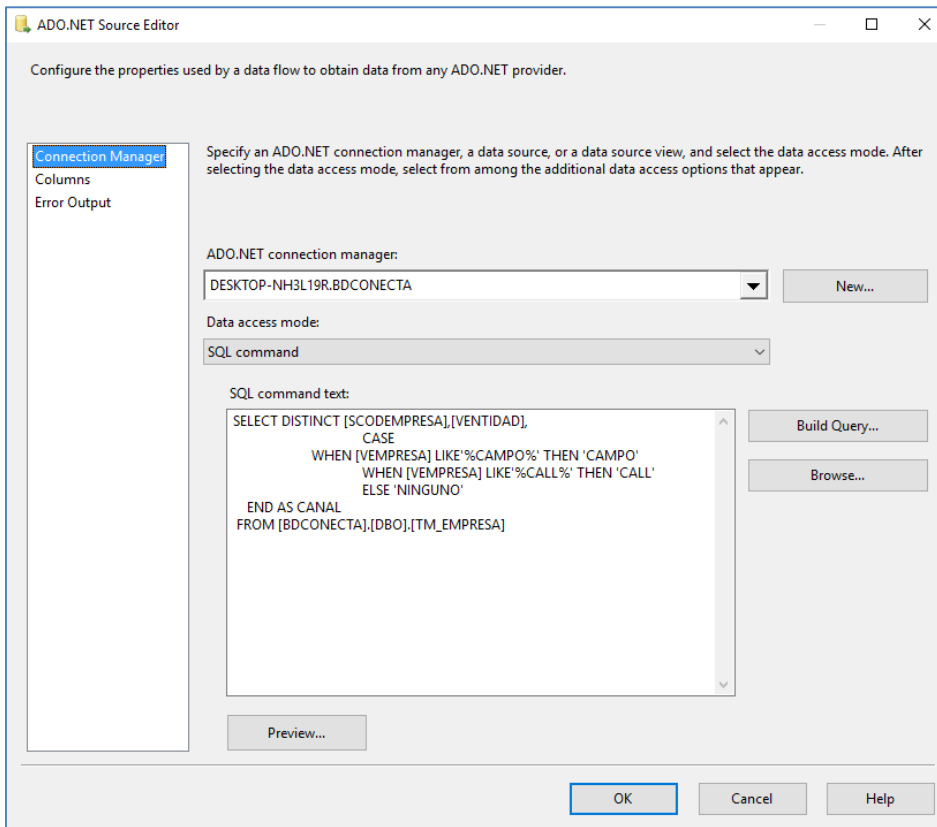 ADO.NET Source Editor
Configure the properties used by a data flow to obtain data from any ADO.NET provider.
Connection Manager
Columns
Error Output
Specify an ADO.NET connection manager, a data source, or a data source view, and select the data access mode. After
selecting the data access mode, select from among the additional data access options that appear.
ADO.NET connection manager:
DESKTOP-NH3L19R.BDCONECTA
New...
Data access mode:
SQL command
SQL command text:
SELECT DISTINCT [SCODEMPRESA],[VENTIDAD],
CASE
WHEN [VEMPRESA] LIKE'%CAMPO%' THEN 'CAMPO'
WHEN [VEMPRESA] LIKE'%CALL%' THEN 'CALL'
ELSE 'NINGUNO'
END AS CANAL
FROM [BDCONECTA].[DBO].[TM_EMPRESA]
Build Query...
Browse...
Preview...
OK
Cancel
Help